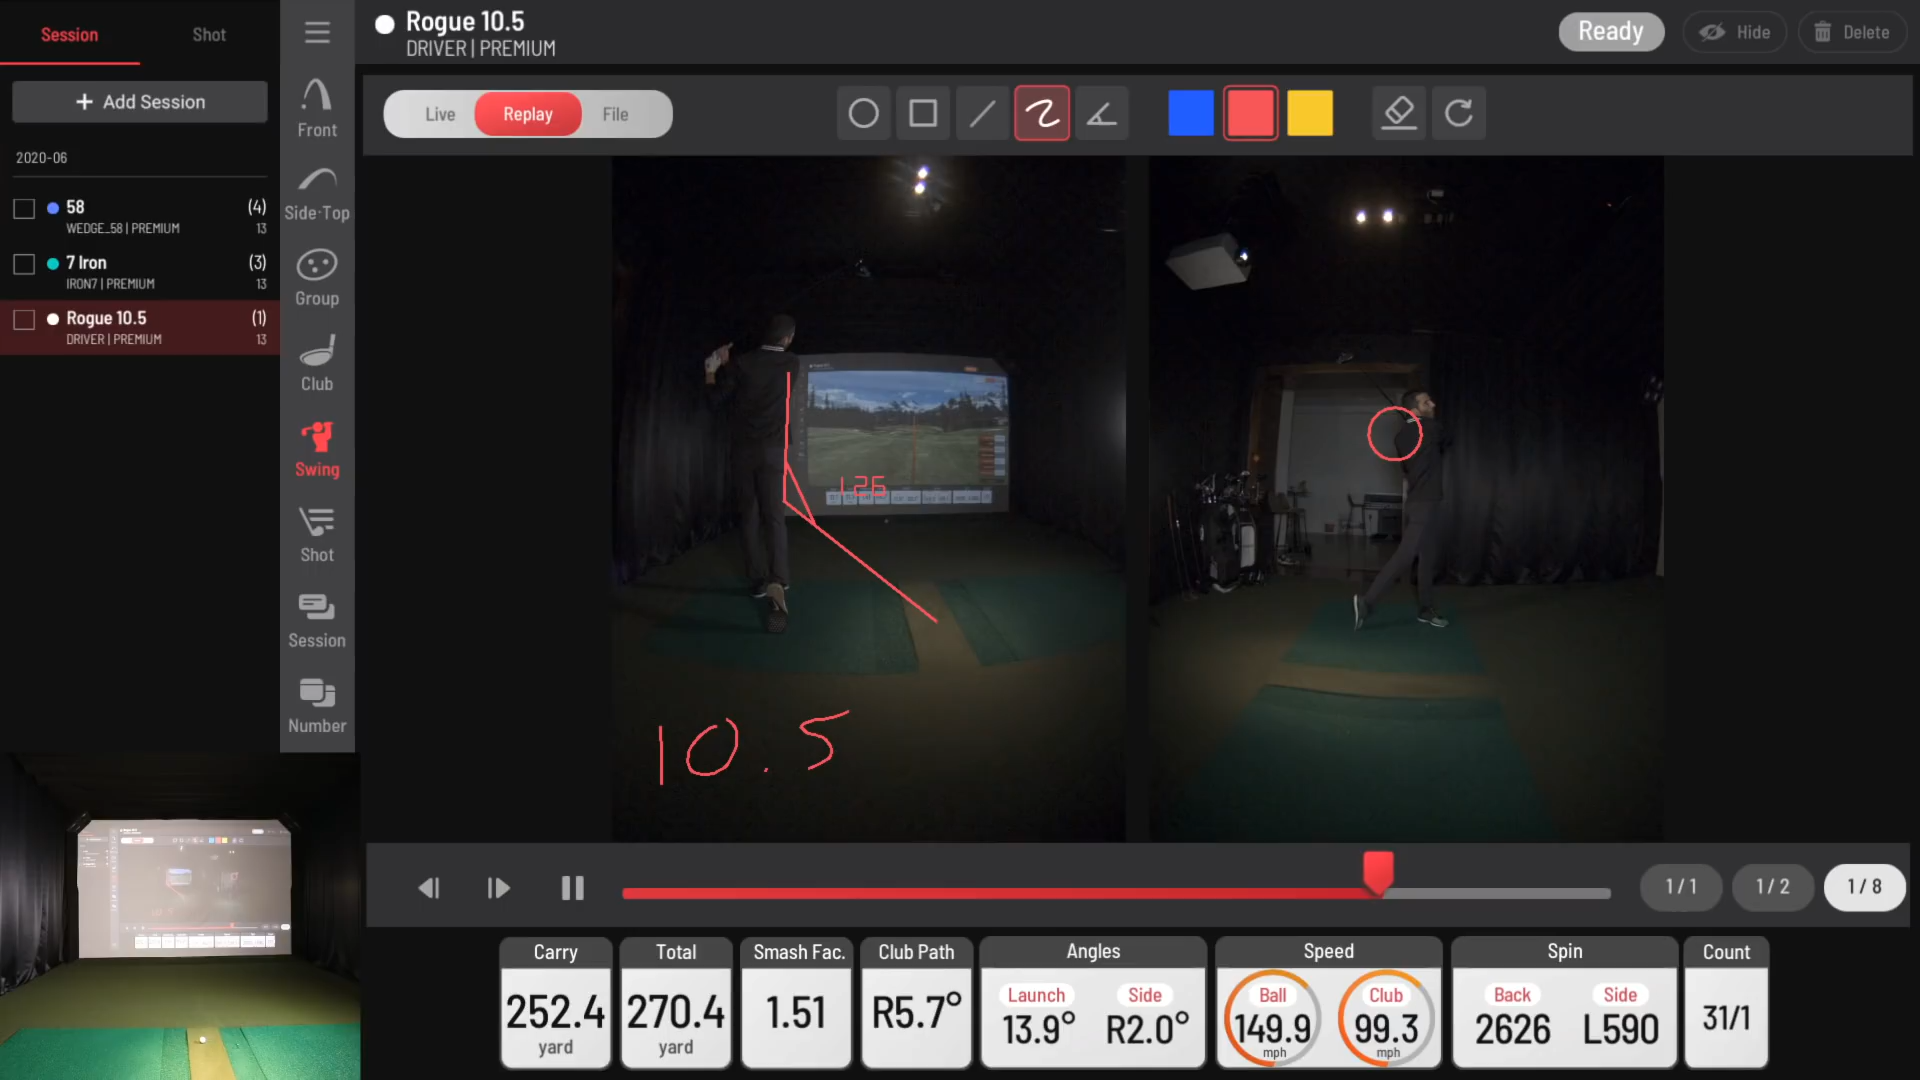 Session
Shot
Add Session
2020-06
58
(4)
WEDGE_58 | PREMIUM
13
7 Iron
(3)
IRON7 | PREMIUM
13
Rogue 10.5
(1)
DRIVER | PREMIUM
13
Front
Side·Top
Group
Club
Swing
Shot
Session
Number
Rogue 10.5
DRIVER | PREMIUM
Ready
Hide
Delete
Live
Replay
File
126
10.5
1 / 1
1 / 2
1 / 8
Carry
252.4
yard
Total
270.4
yard
Smash Fac.
1.51
Club Path
R5.7°
Angles
Launch
13.9°
Side
R2.0°
Speed
Ball
149.9
mph
Club
99.3
mph
Spin
Back
2626
Side
L590
Count
31/1